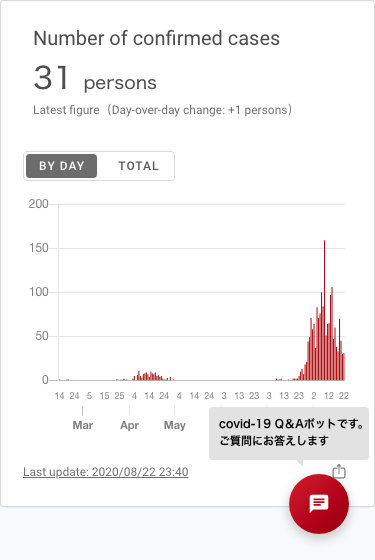 Number of confirmed cases
31 persons
Latest figure（Day-over-day change: +1 persons）
BY DAY TOTAL
200
150
100
50
0
14 24 5 15 25 4 14 24 4 14 24 3 13 23 3 13 23 2 12 22
Mar Apr May
covid-19 Q&Aボットです。
ご質問にお答えします
Last update: 2020/08/22 23:40